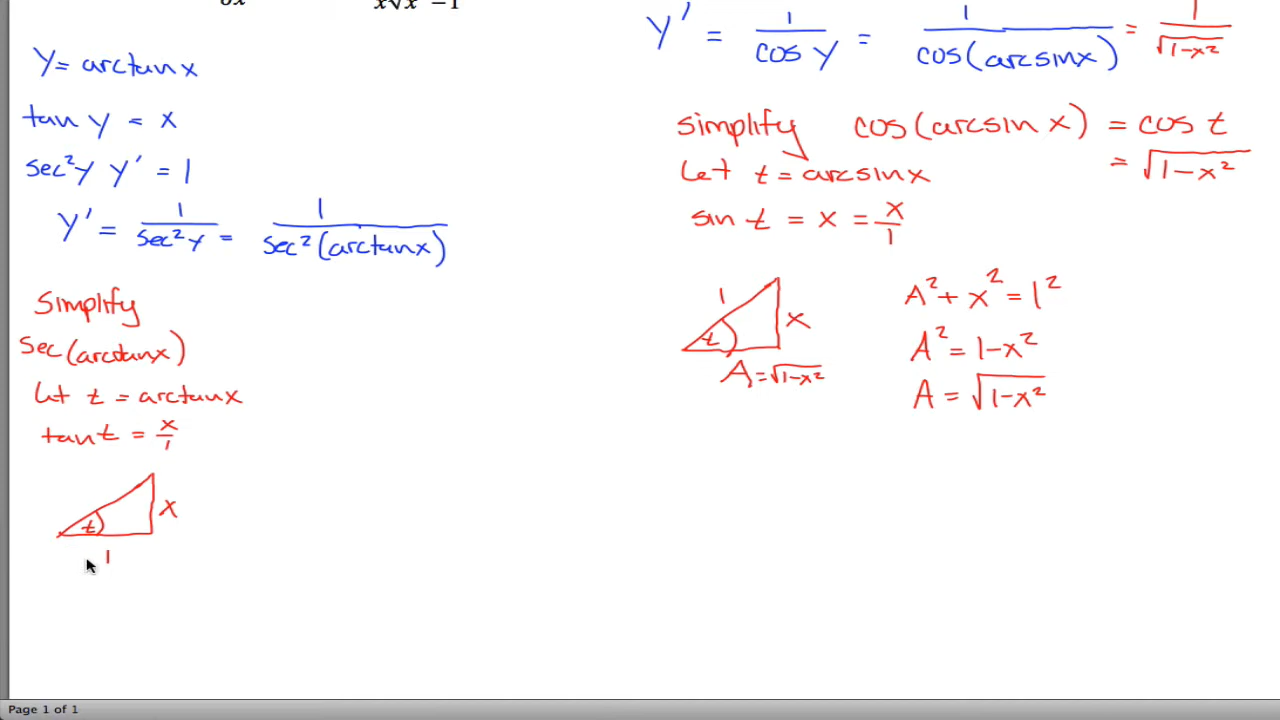 y = arctan x
tan y = x
sec²y y' = 1
y' = 1/sec²y = 1/sec²(arctan x)
Simplify
sec(arctan x)
Let t = arctan x
tan t = x/1
t
x
1
y' = 1/cos y = 1/cos(arcsin x) = 1/√1-x²
simplify cos(arcsin x) = cos t
= √1-x²
Let t = arcsin x
sin t = x = x/1
1
t
x
A = √1-x²
A² + x² = 1²
A² = 1-x²
A = √1-x²
Page 1 of 1